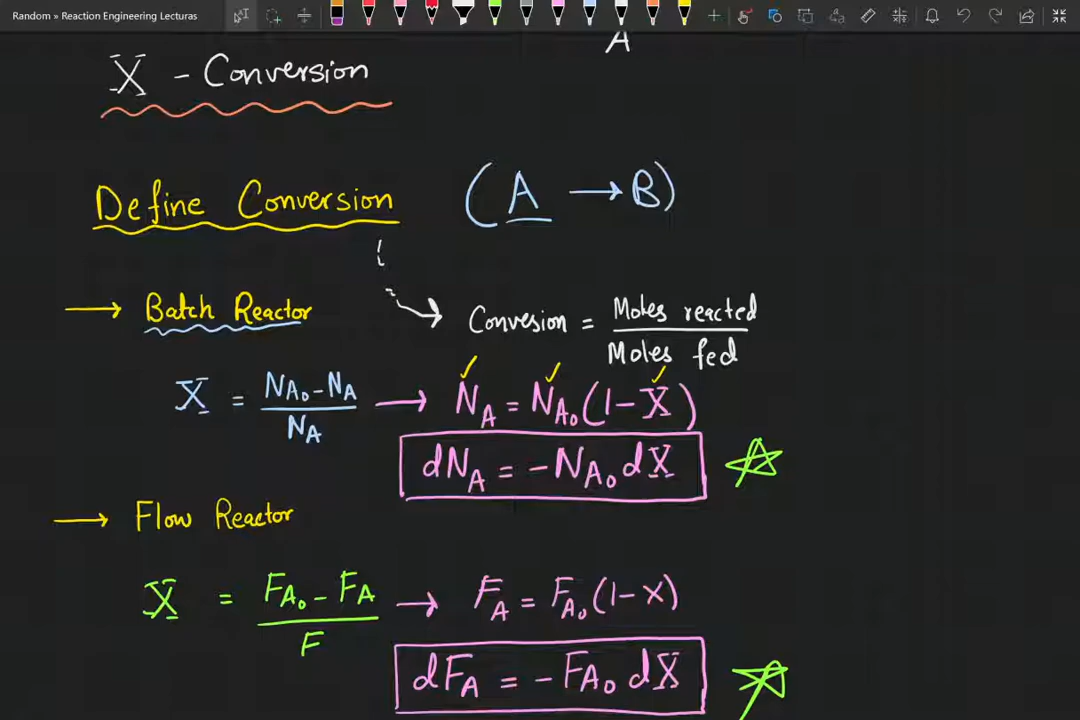 Random » Reaction Engineering Lecturas
A
X - Conversion
Define Conversion (A → B)
→ Batch Reactor
Convesion = Moles reacted / Moles fed
X = NA₀ - NA / NA → NA = NA₀ (1 - X)
dNA = - NA₀ dX
→ Flow Reactor
X = FA₀ - FA / F → FA = FA₀ (1 - x)
dFA = - FA₀ dX